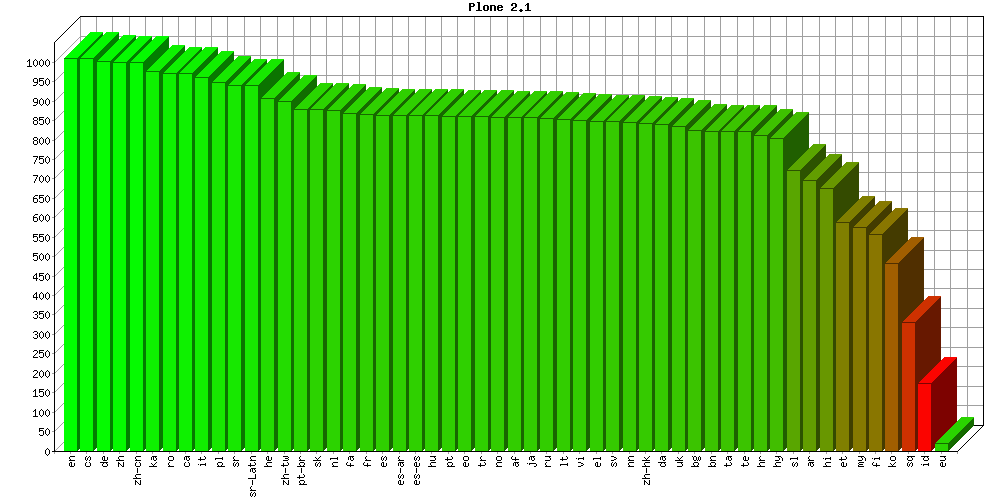 Plone 2.1
1000
950
900
850
800
750
700
650
600
550
500
450
400
350
300
250
200
150
100
50
0
en
cs
de
zh
zh-cn
ka
ro
ca
it
pl
sr
sr-Latn
he
zh-tw
pt-br
sk
nl
fa
fr
es
es-ar
es-es
hu
pt
eo
tr
no
af
ja
ru
lt
vi
el
sv
nn
zh-hk
da
uk
bg
bn
ta
te
hr
hy
sl
ar
hi
et
my
fi
ko
sq
id
eu